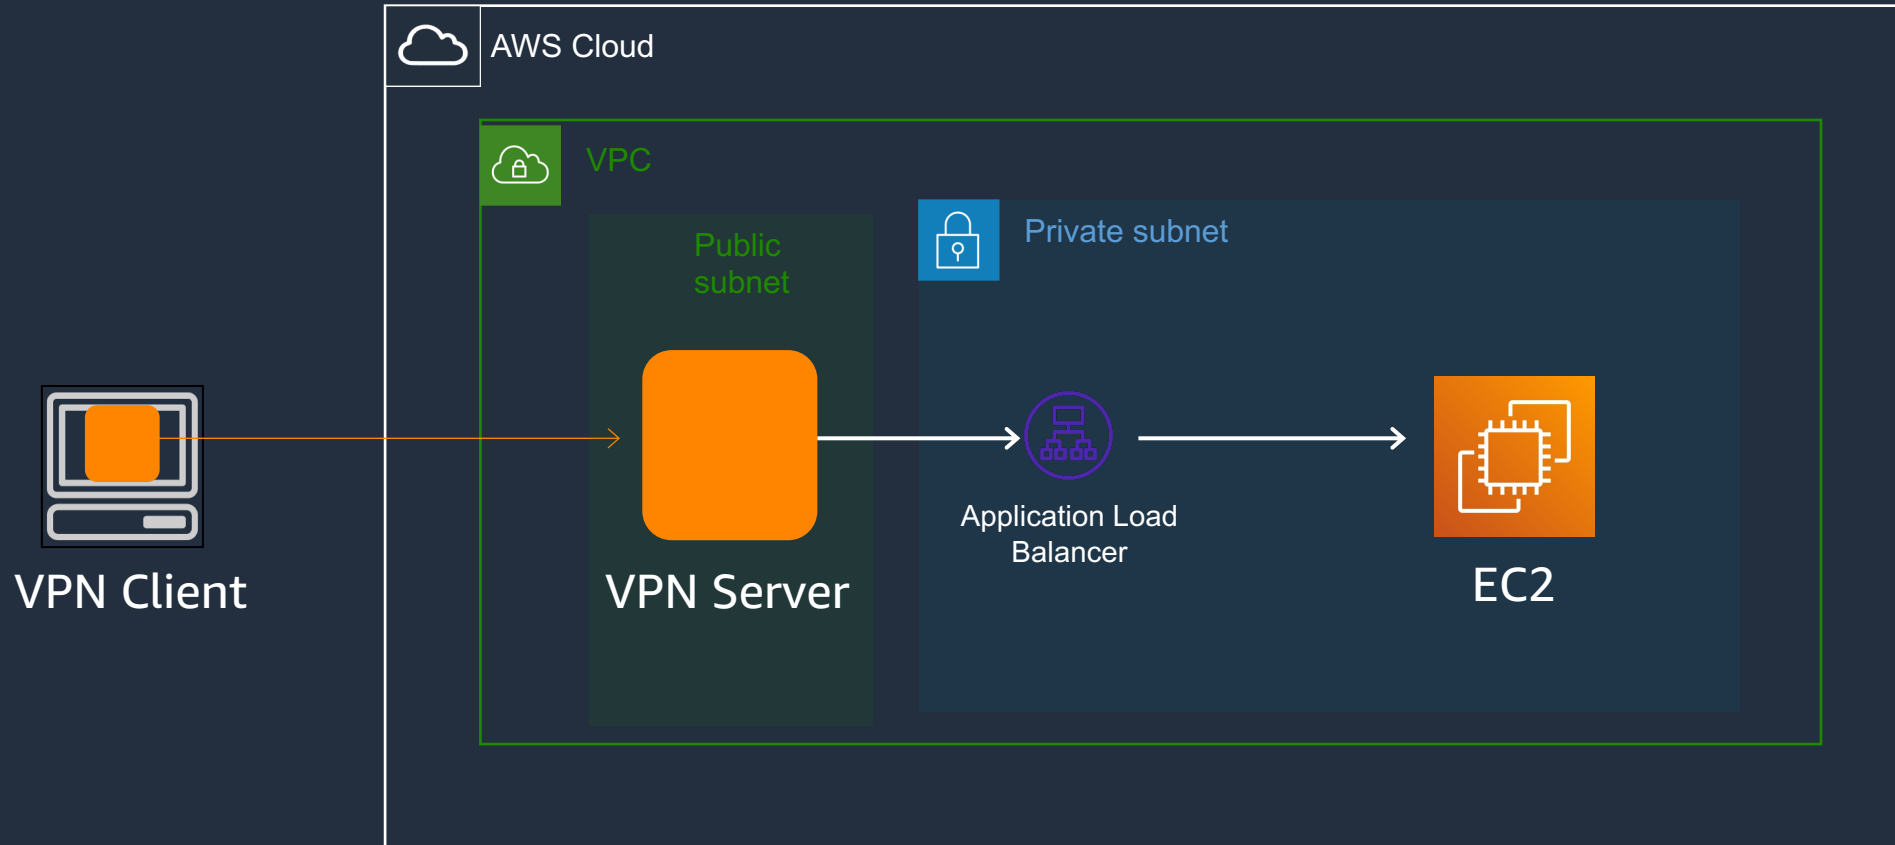 AWS Cloud
VPC
Public
subnet
Private subnet
Application Load
Balancer
VPN Client
VPN Server
EC2